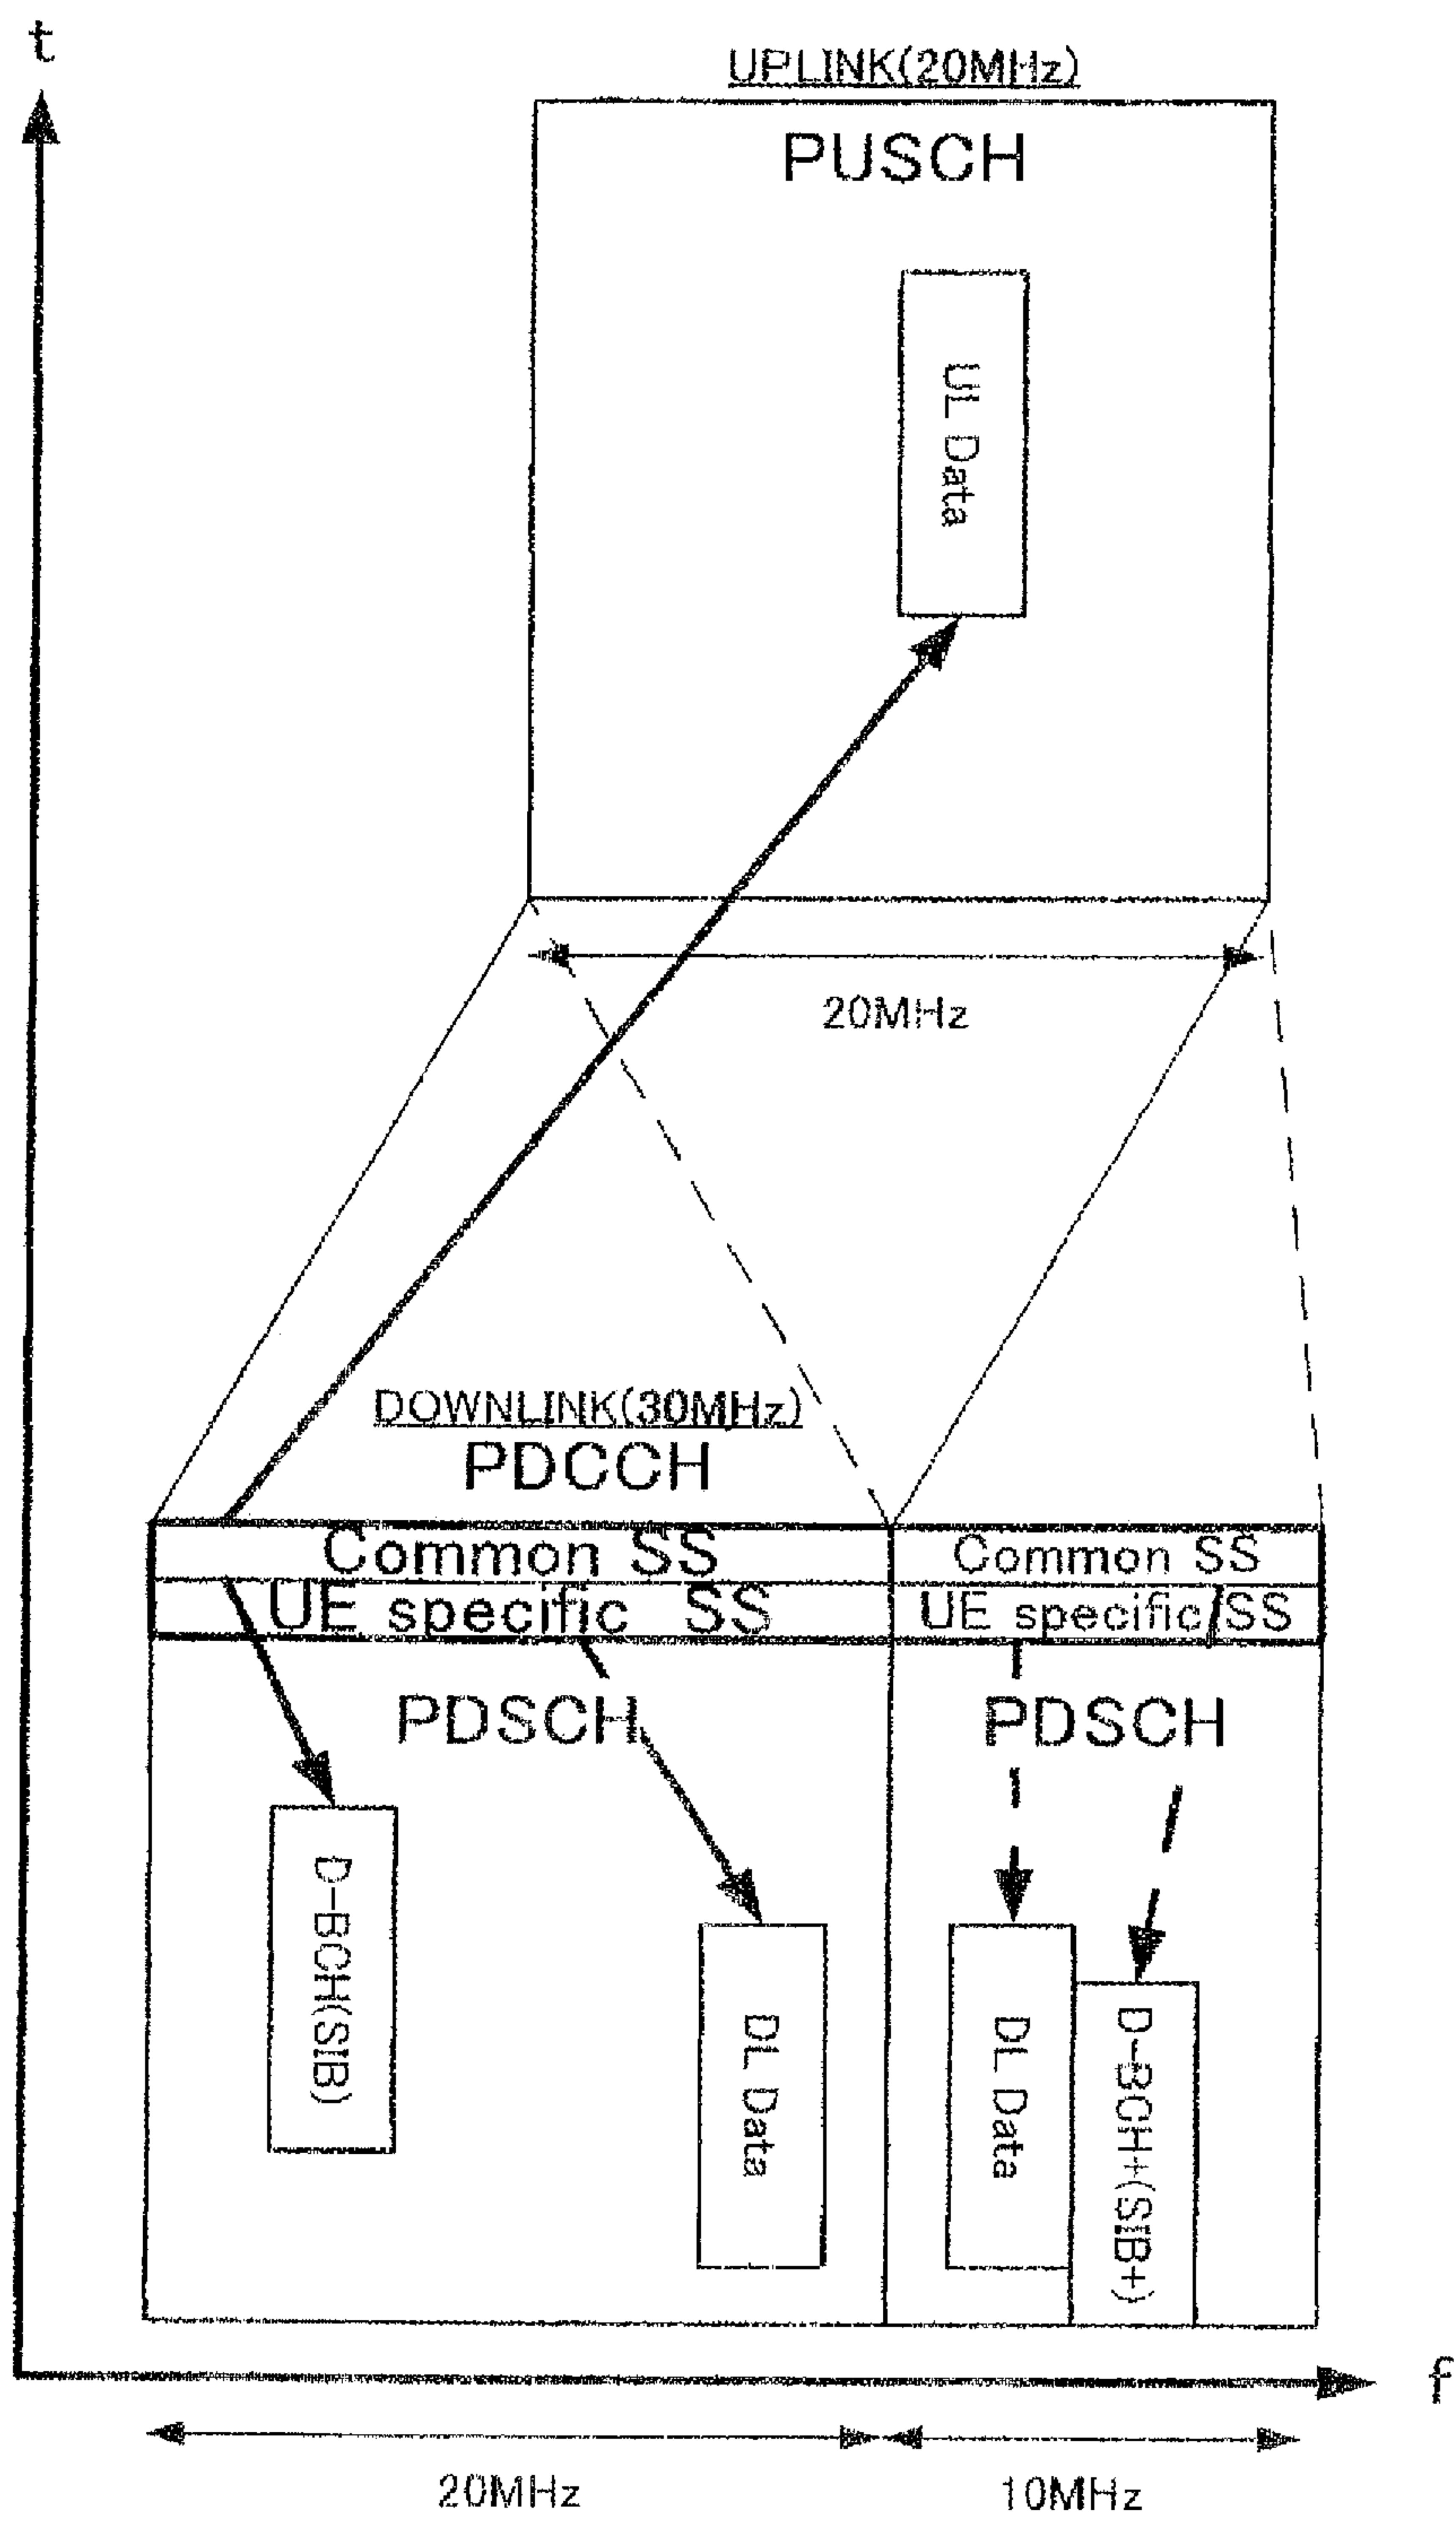 t
UPLINK(20MHz)
PUSCH
UL Data
20MHz
DOWNLINK(30MHz)
PDCCH
Common SS
Common SS
UE specific SS
UE specific SS
PDSCH
PDSCH
D-BCH(SIB)
DL Data
DL Data
D-BCH+(SIB+)
f
20MHz
10MHz